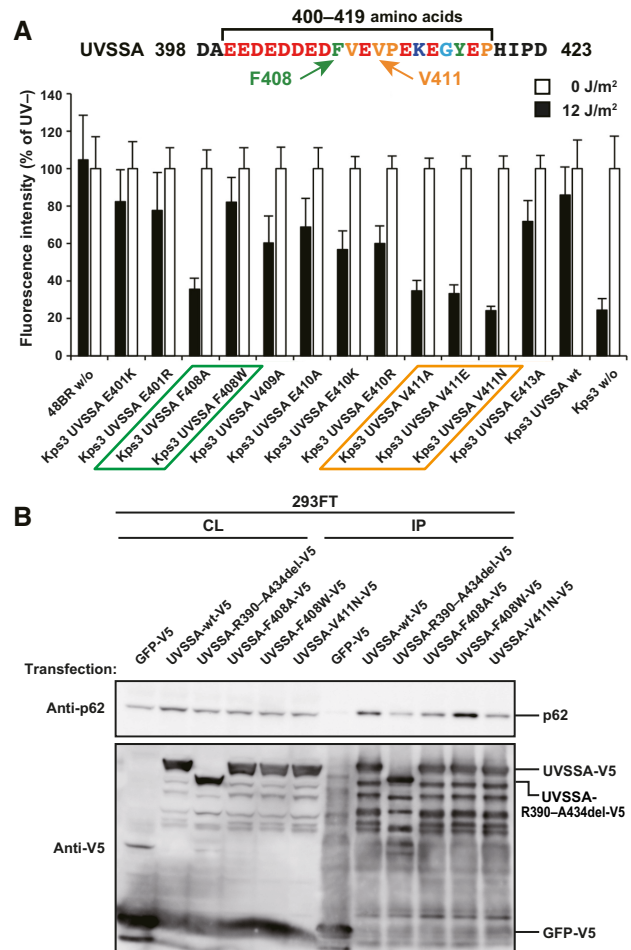 A
400–419 amino acids
UVSSA 398 DAEEDEDDEDFVEVPEKEGYEPHIPD 423
F408
V411
0 J/m²
12 J/m²
Fluorescence intensity (% of UV–)
140
120
100
80
60
40
20
0
48BR w/o
Kps3 UVSSA E401K
Kps3 UVSSA E401R
Kps3 UVSSA F408A
Kps3 UVSSA F408W
Kps3 UVSSA V409A
Kps3 UVSSA E410A
Kps3 UVSSA E410K
Kps3 UVSSA E410R
Kps3 UVSSA V411A
Kps3 UVSSA V411E
Kps3 UVSSA V411N
Kps3 UVSSA E413A
Kps3 UVSSA wt
Kps3 w/o
B
293FT
CL
IP
Transfection:
GFP-V5
UVSSA-wt-V5
UVSSA-R390–A434del-V5
UVSSA-F408A-V5
UVSSA-F408W-V5
UVSSA-V411N-V5
GFP-V5
UVSSA-wt-V5
UVSSA-R390–A434del-V5
UVSSA-F408A-V5
UVSSA-F408W-V5
UVSSA-V411N-V5
Anti-p62
p62
Anti-V5
UVSSA-V5
UVSSA-
R390–A434del-V5
GFP-V5